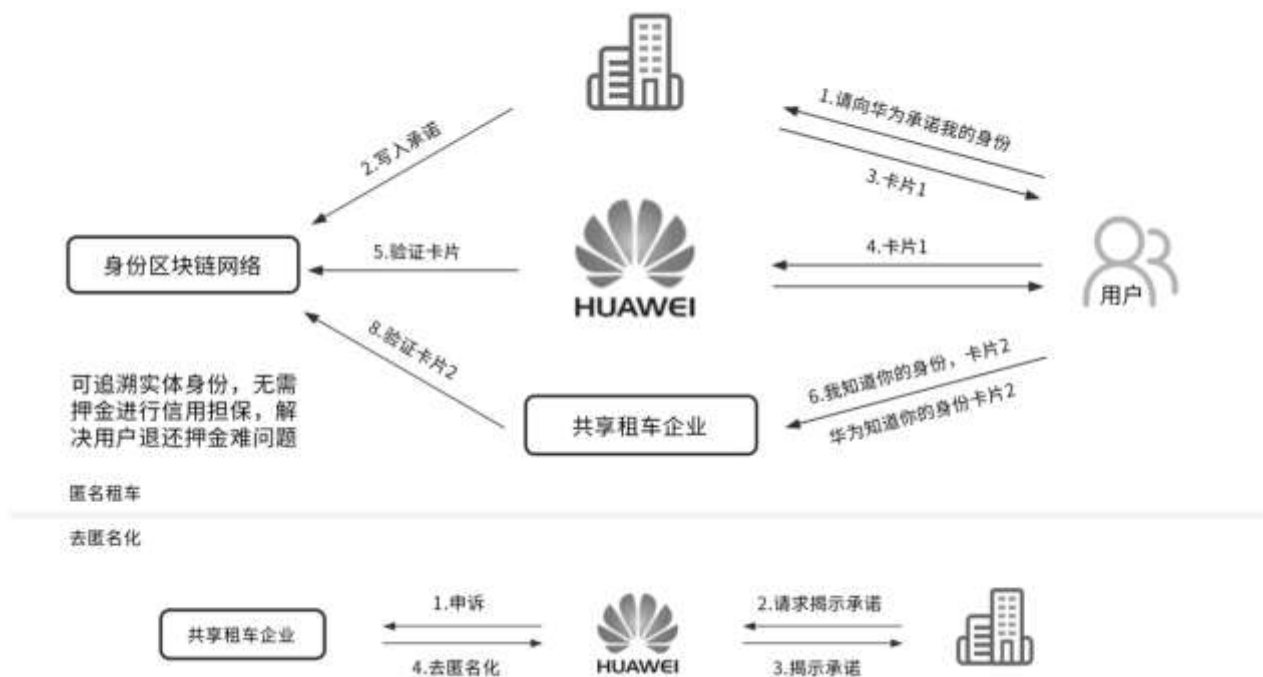 1.请向华为承诺我的身份
2.写入承诺
3.卡片1
身份区块链网络
5.验证卡片
HUAWEI
4.卡片1
用户
8.验证卡片2
6.我知道你的身份，卡片2
华为知道你的身份卡片2
共享租车企业
可追溯实体身份，无需
押金进行信用担保，解
决用户退还押金难问题
匿名租车
去匿名化
共享租车企业
1.申诉
4.去匿名化
HUAWEI
2.请求揭示承诺
3.揭示承诺